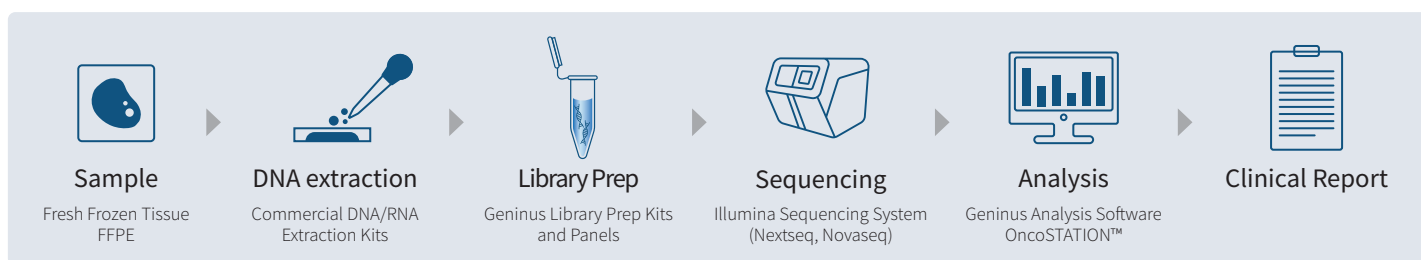 Sample
Fresh Frozen Tissue
FFPE
DNA extraction
Commercial DNA/RNA
Extraction Kits
Library Prep
Geninus Library Prep Kits
and Panels
Sequencing
Illumina Sequencing System
(Nextseq, Novaseq)
Analysis
Geninus Analysis Software
OncoSTATION™
Clinical Report